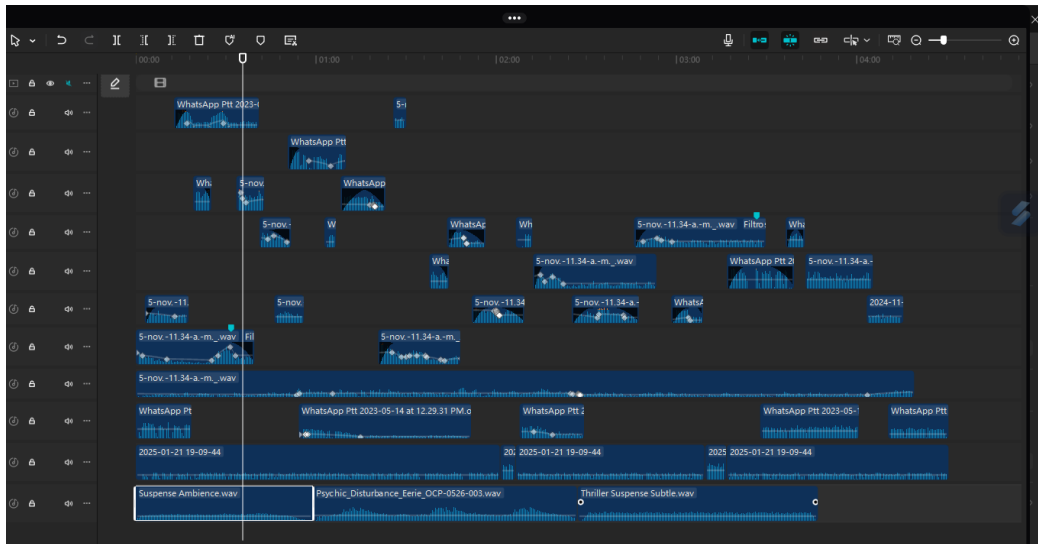 00:00 01:00 02:00 03:00 04:00
WhatsApp Ptt 2023-
5-
WhatsApp Ptt
Wh
5-nov.
WhatsApp
5-nov.-
W
WhatsAp
Wh
5-nov.-11.34-a.-m._.wav Filtro
Wha
Wha
5-nov.-11.34-a.-m._.wav
WhatsApp Ptt 2
5-nov.-11.34-a.-
5-nov.-11.
5-nov.
5-nov.-11.34
5-nov.-11.34-a.-
WhatsA
2024-11-
5-nov.-11.34-a.-m._.wav Fil
5-nov.-11.34-a.-m._
5-nov.-11.34-a.-m._.wav
WhatsApp Pt
WhatsApp Ptt 2023-05-14 at 12.29.31 PM.o
WhatsApp Ptt 2
WhatsApp Ptt 2023-05-
WhatsApp Ptt
2025-01-21 19-09-44
202
2025-01-21 19-09-44
2025
2025-01-21 19-09-44
Suspense Ambience.wav
Psychic_Disturbance_Eerie_OCP-0526-003.wav
Thriller Suspense Subtle.wav